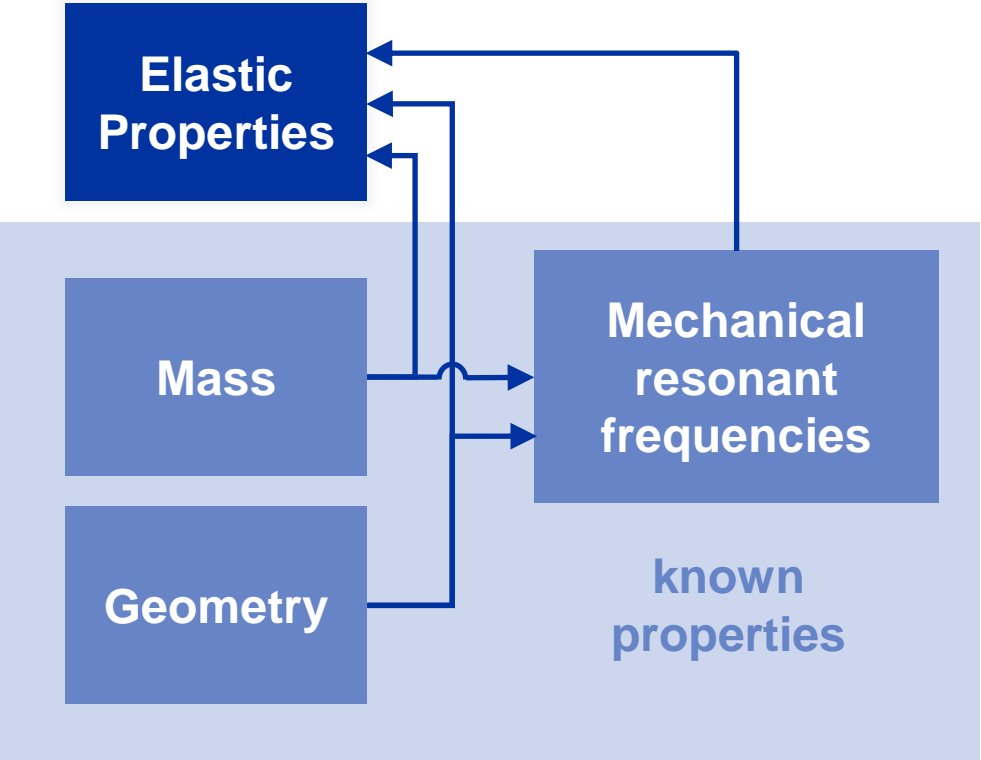 Elastic
Properties
Mass
Mechanical
resonant
frequencies
Geometry
known
properties